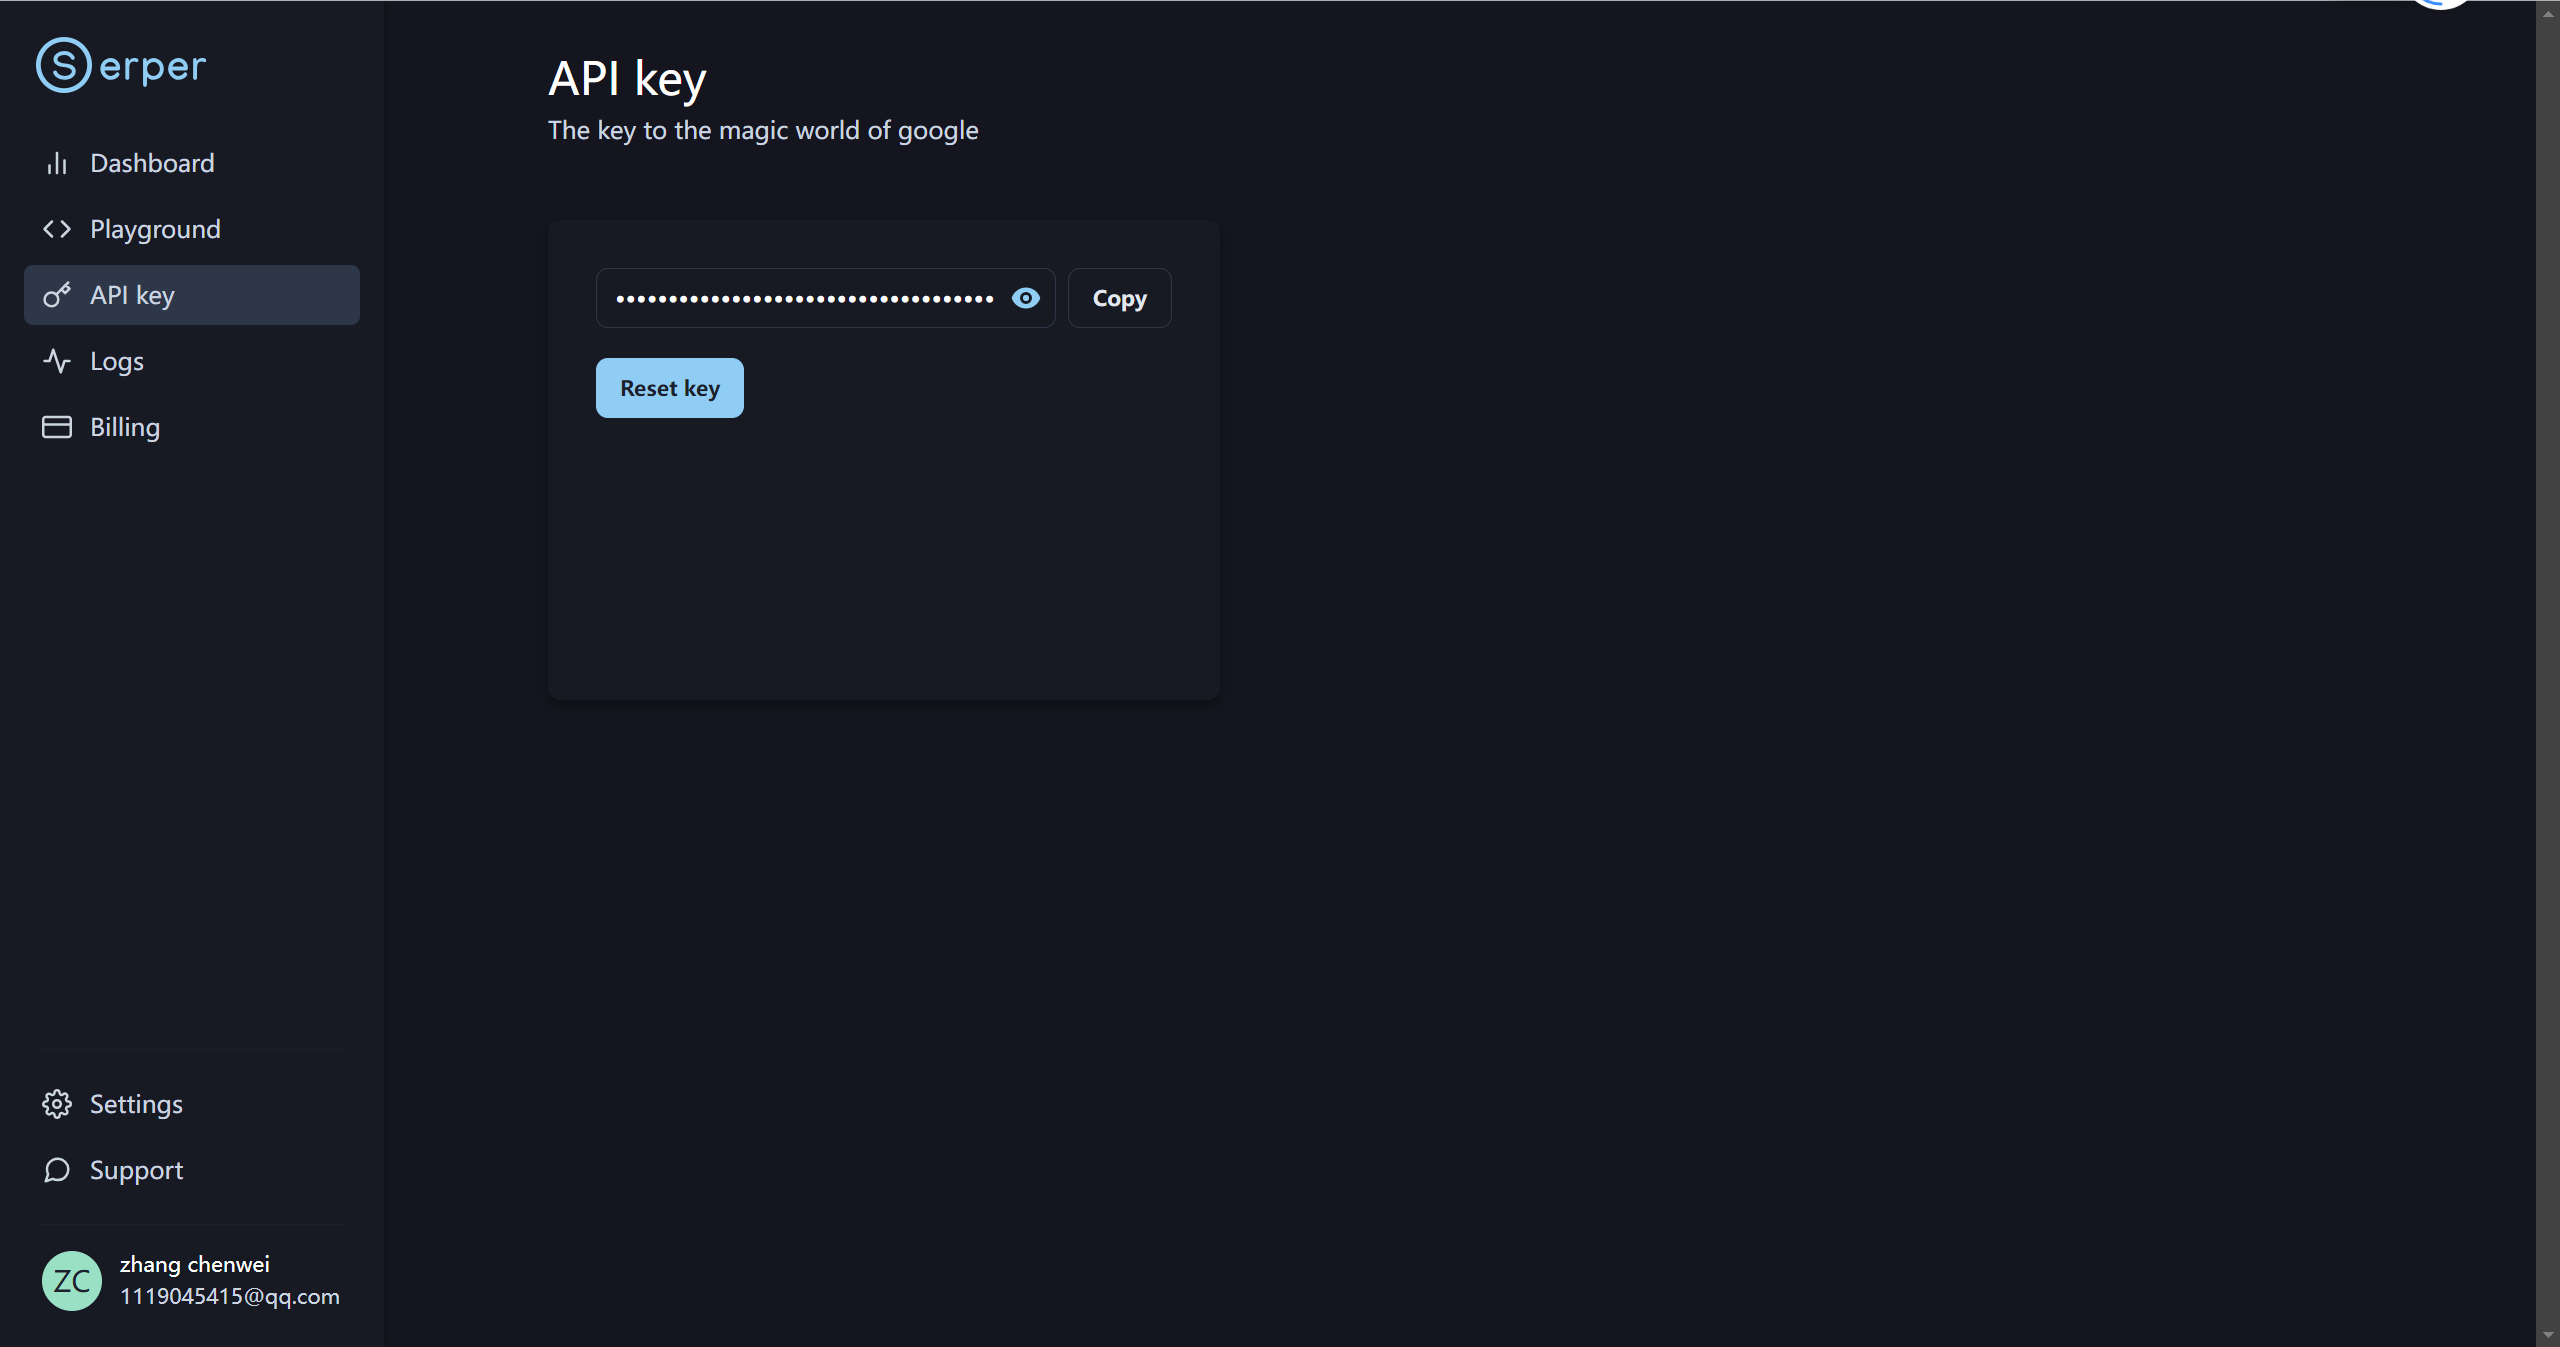 Serper
Dashboard
Playground
API key
Logs
Billing
Settings
Support
ZC
zhang chenwei
1119045415@qq.com
API key
The key to the magic world of google
••••••••••••••••••••••••••••••••••••
Copy
Reset key